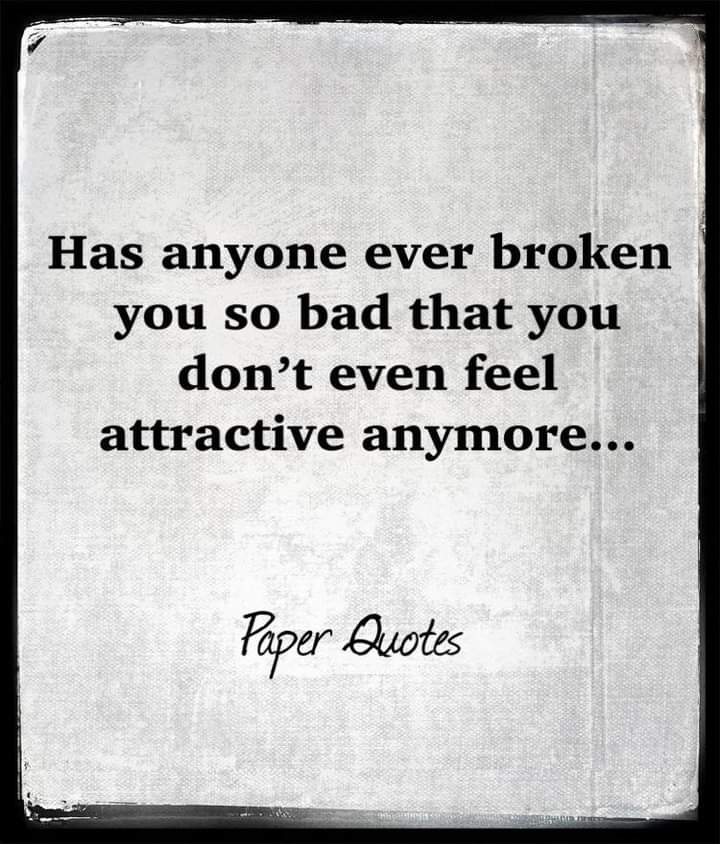 Has anyone ever broken
you so bad that you
don’t even feel
attractive anymore...
Paper Quotes